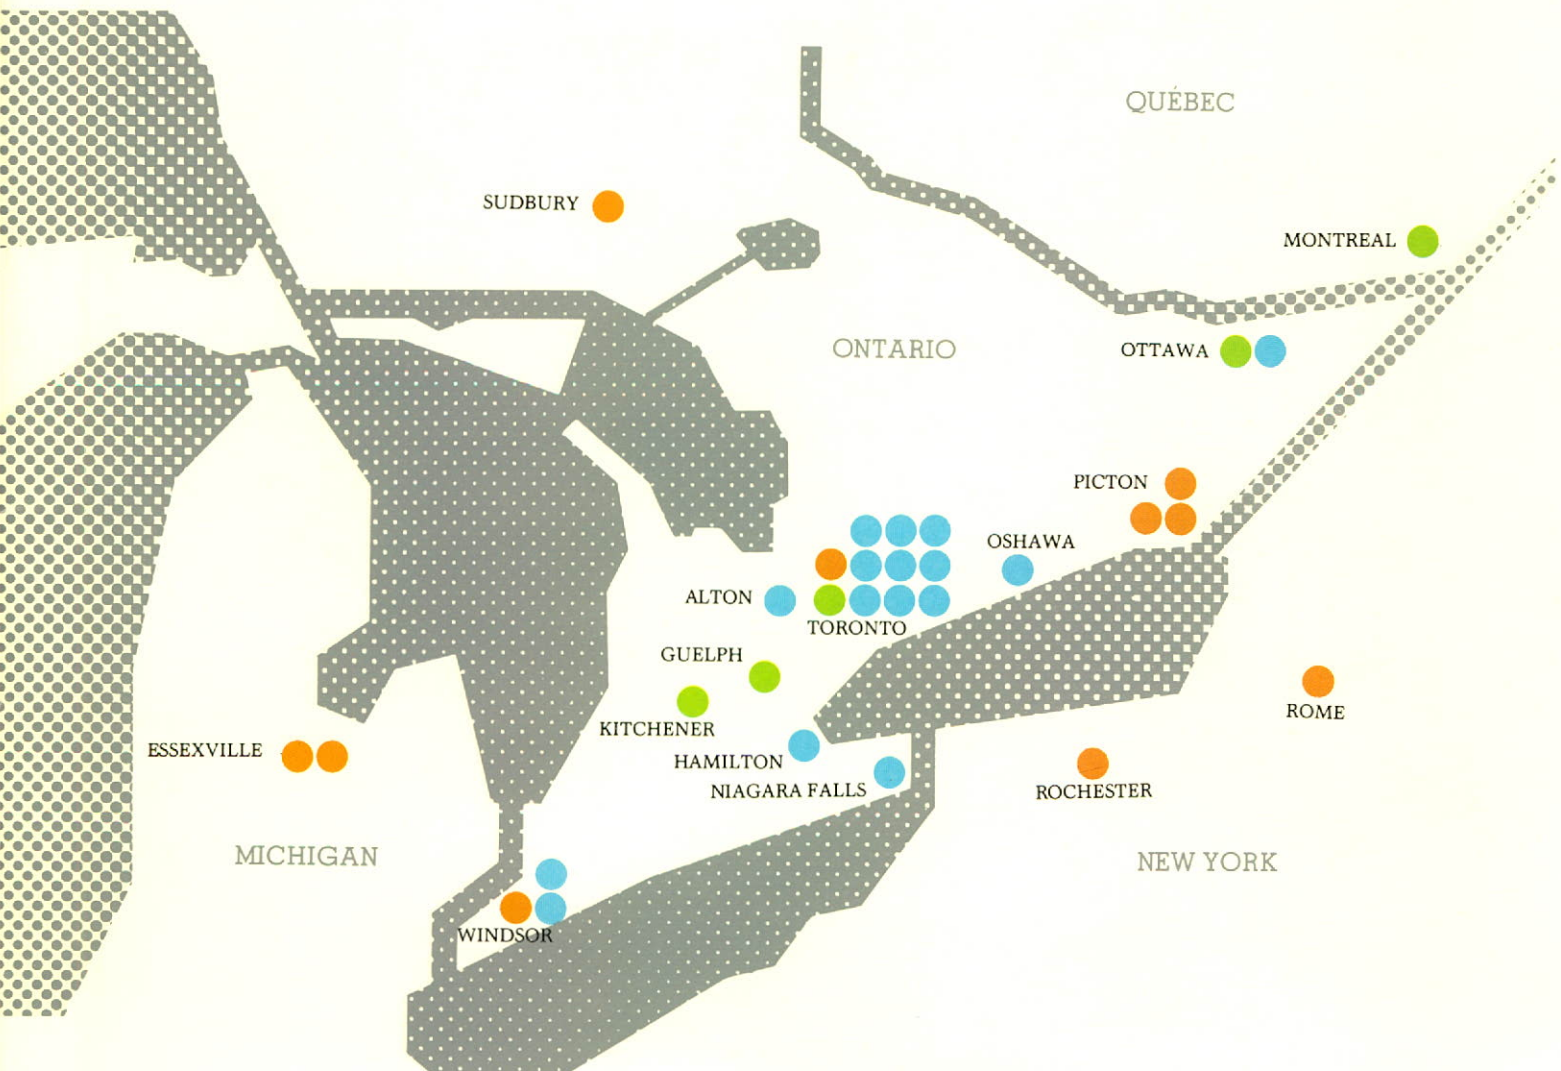 QUÉBEC
SUDBURY
MONTREAL
ONTARIO
OTTAWA
PICTON
OSHAWA
ALTON
TORONTO
GUELPH
ROME
KITCHENER
ESSEXVILLE
HAMILTON
NIAGARA FALLS
ROCHESTER
MICHIGAN
NEW YORK
WINDSOR